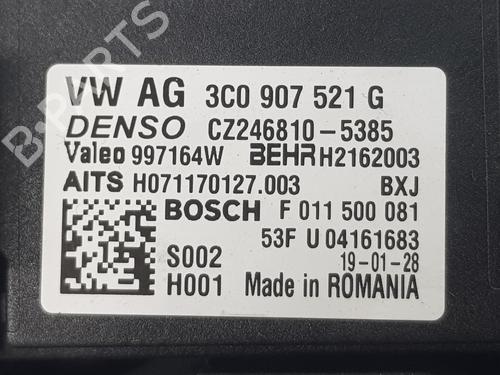 VW AG 3C0 907 521 G
DENSO CZ246810-5385
Valeo 997164W BEHR H2162003
AITS H071170127.003 BXJ
BOSCH F 011 500 081
53F U 04161683
S002 19-01-28
H001 Made in ROMANIA
B-PARTS